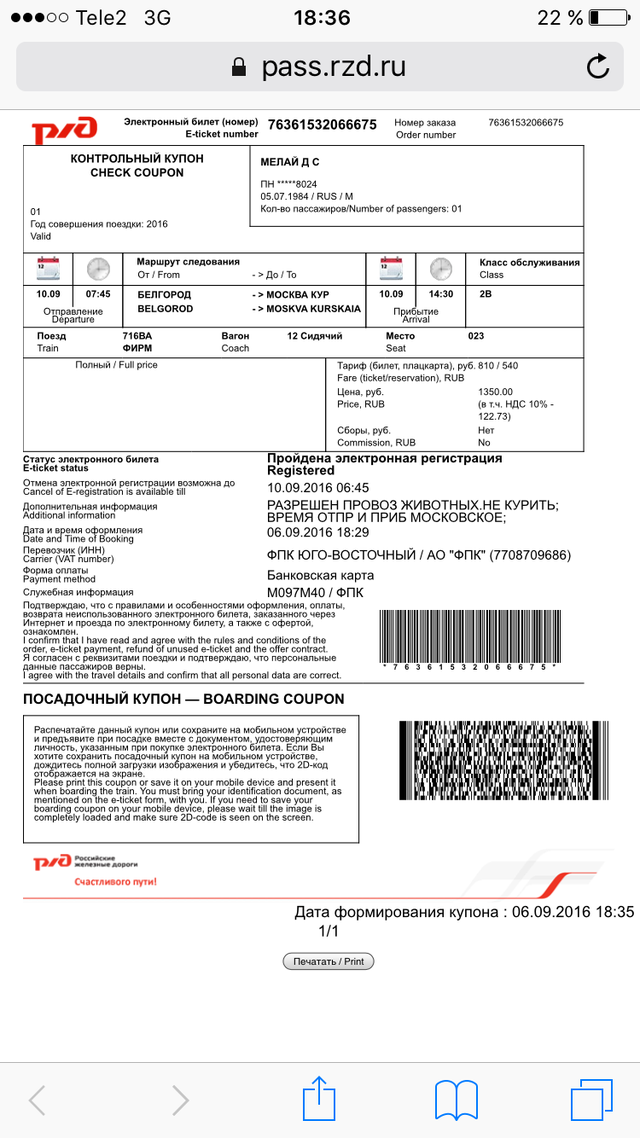 Tele2 3G 18:36 22 %
pass.rzd.ru
ржд Электронный билет (номер) 76361532066675 Номер заказа 76361532066675
E-ticket number Order number
КОНТРОЛЬНЫЙ КУПОН
CHECK COUPON
01
Год совершения поездки: 2016
Valid
МЕЛАЙ Д С
ПН *****8024
05.07.1984 / RUS / M
Кол-во пассажиров/Number of passengers: 01
12 Маршрут следования 12 Класс обслуживания
От / From - > До / To Class
10.09 07:45 БЕЛГОРОД - > МОСКВА КУР 10.09 14:30 2В
Отправление BELGOROD - > MOSKVA KURSKAIA Прибытие
Departure Arrival
Поезд 716ВА Вагон 12 Сидячий Место 023
Train ФИРМ Coach Seat
Полный / Full price
Тариф (билет, плацкарта), руб. 810 / 540
Fare (ticket/reservation), RUB
Цена, руб. 1350.00
Price, RUB (в т.ч. НДС 10% -
122.73)
Сборы, руб. Нет
Commission, RUB No
Статус электронного билета Пройдена электронная регистрация
E-ticket status Registered
Отмена электронной регистрации возможна до
Cancel of E-registration is available till 10.09.2016 06:45
Дополнительная информация РАЗРЕШЕН ПРОВОЗ ЖИВОТНЫХ.НЕ КУРИТЬ;
Additional information ВРЕМЯ ОТПР И ПРИБ МОСКОВСКОЕ;
Дата и время оформления
Date and Time of Booking 06.09.2016 18:29
Перевозчик (ИНН)
Carrier (VAT number) ФПК ЮГО-ВОСТОЧНЫЙ / АО "ФПК" (7708709686)
Форма оплаты
Payment method Банковская карта
Служебная информация М097М40 / ФПК
Подтверждаю, что с правилами и особенностями оформления, оплаты,
возврата неиспользованного электронного билета, заказанного через
Интернет и проезда по электронному билету, а также с офертой,
ознакомлен.
I confirm that I have read and agree with the rules and conditions of the
order, e-ticket payment, refund of unused e-ticket and the offer contract.
Я согласен с реквизитами поездки и подтверждаю, что персональные
данные пассажиров верны.
I agree with the travel details and confirm that all personal data are correct.
*76361532066675*
ПОСАДОЧНЫЙ КУПОН — BOARDING COUPON
Распечатайте данный купон или сохраните на мобильном устройстве
и предъявите при посадке вместе с документом, удостоверяющим
личность, указанным при покупке электронного билета. Если Вы
хотите сохранить посадочный купон на мобильном устройстве,
дождитесь полной загрузки изображения и убедитесь, что 2D-код
отображается на экране.
Please print this coupon or save it on your mobile device and present it
when boarding the train. You must bring your identification document, as
mentioned on the e-ticket form, with you. If you need to save your
boarding coupon on your mobile device, please wait till the image is
completely loaded and make sure 2D-code is seen on the screen.
ржд Российские
железные дороги
Счастливого пути!
Дата формирования купона : 06.09.2016 18:35
1/1
Печатать / Print